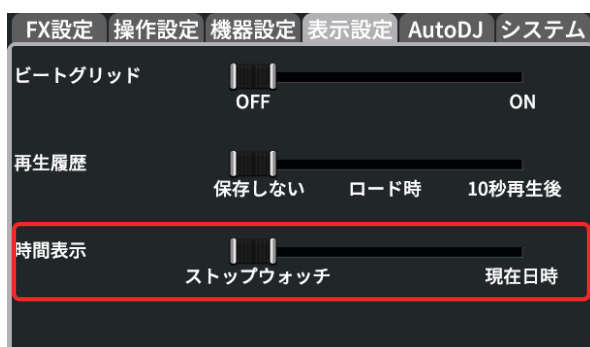 FX設定 操作設定 機器設定 表示設定 AutoDJ システム
ビートグリッド
OFF ON
再生履歴
保存しない ロード時 10秒再生後
時間表示
ストップウォッチ 現在日時